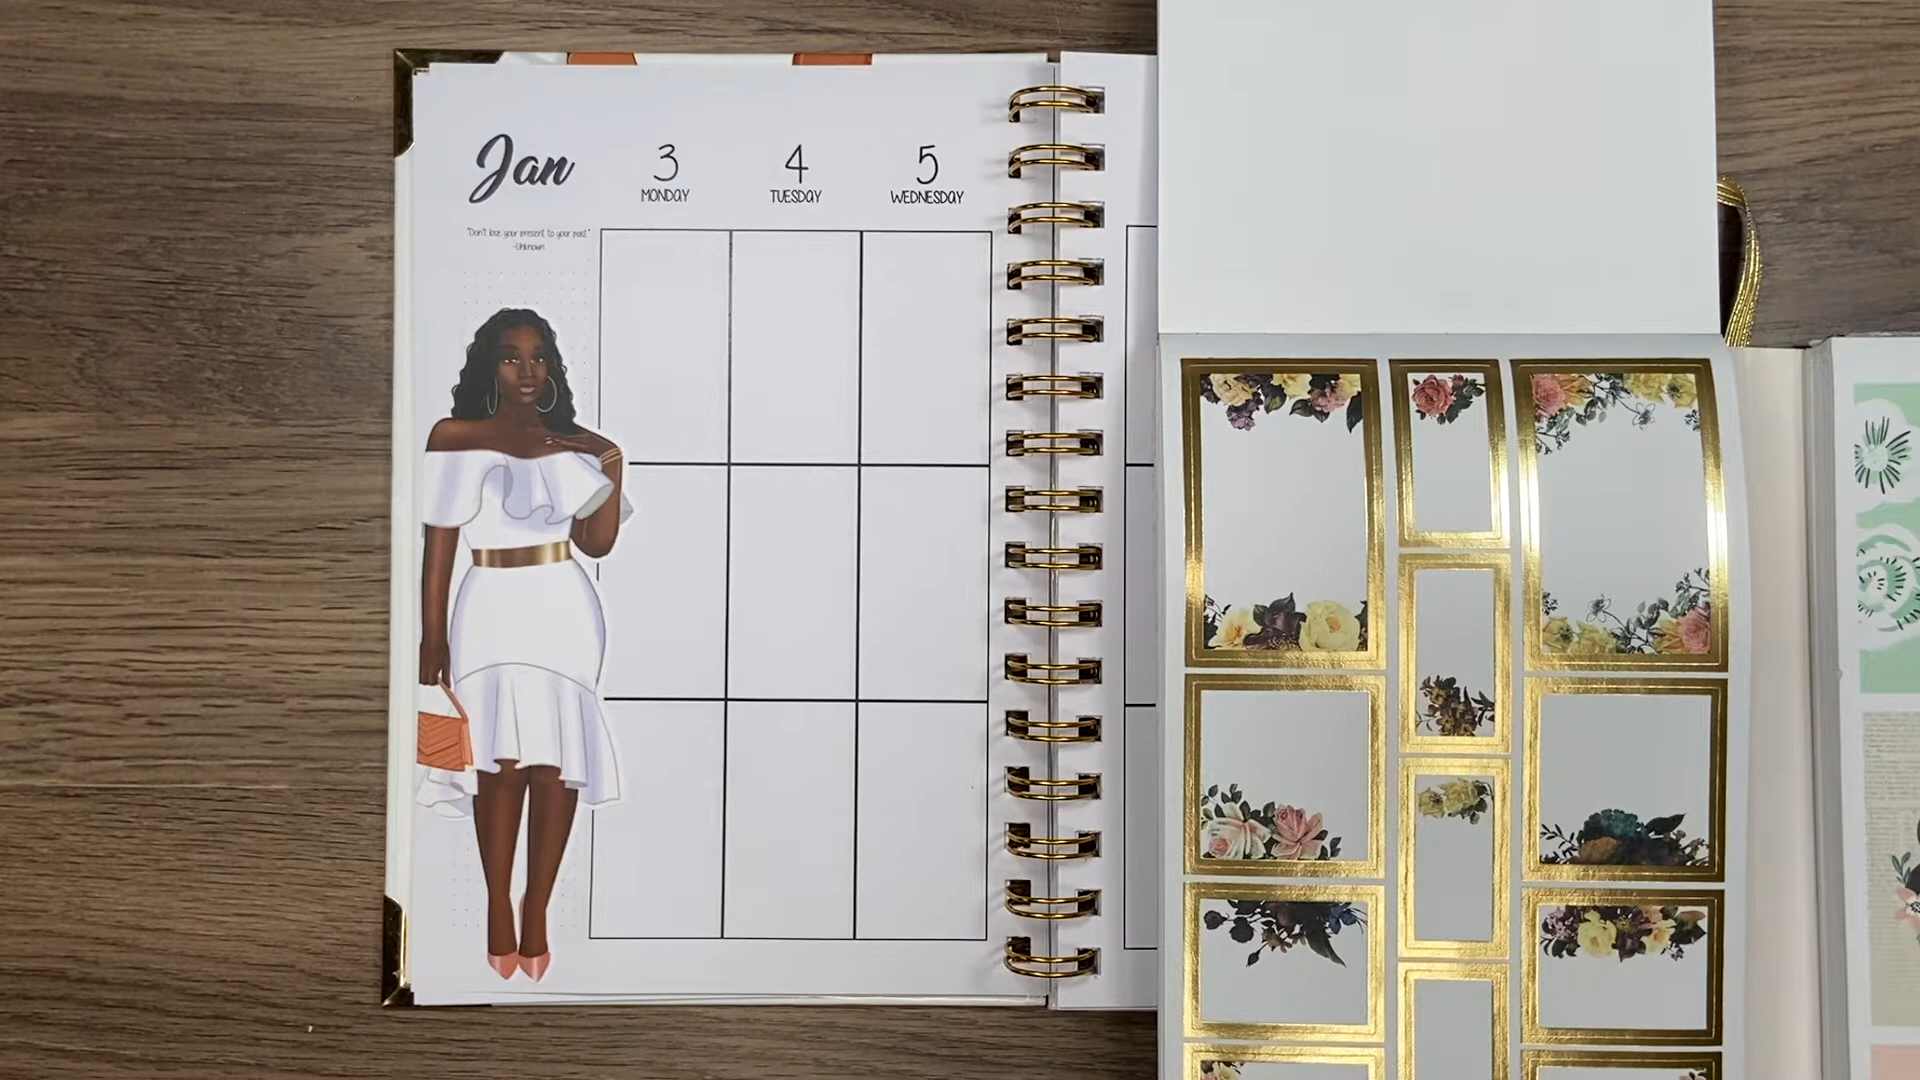 Jan
3
MONDAY
4
TUESDAY
5
WEDNESDAY
"Don't lose your present to your past."
-Unknown